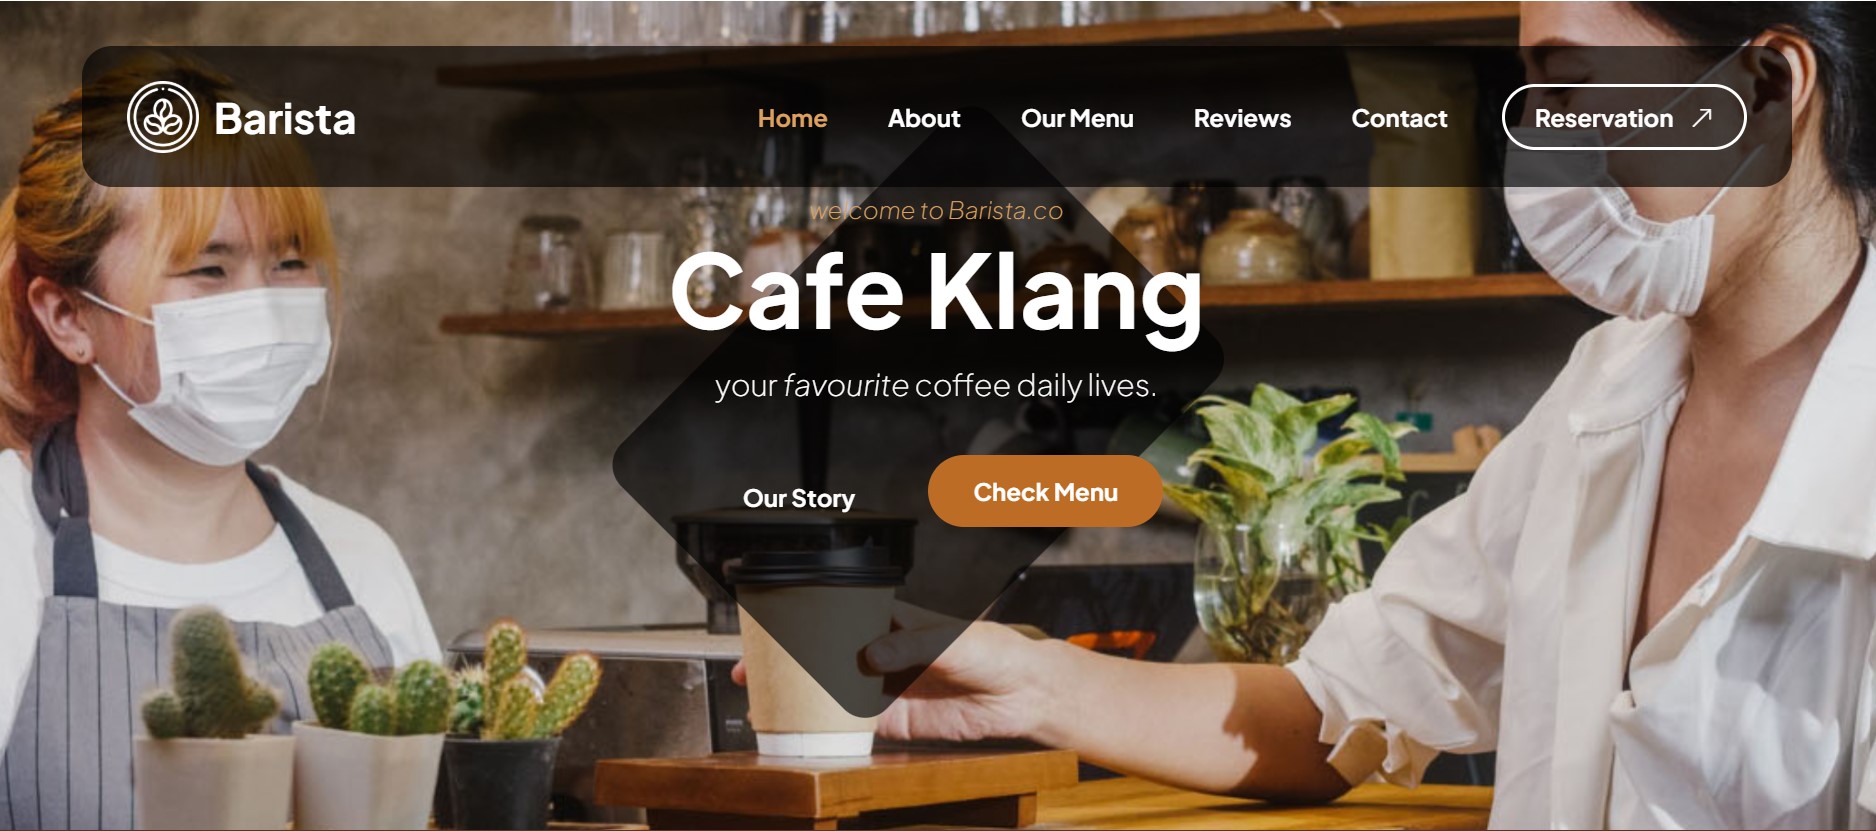 Barista
Home About Our Menu Reviews Contact Reservation
welcome to Barista.co
Cafe Klang
your favourite coffee daily lives.
Our Story Check Menu